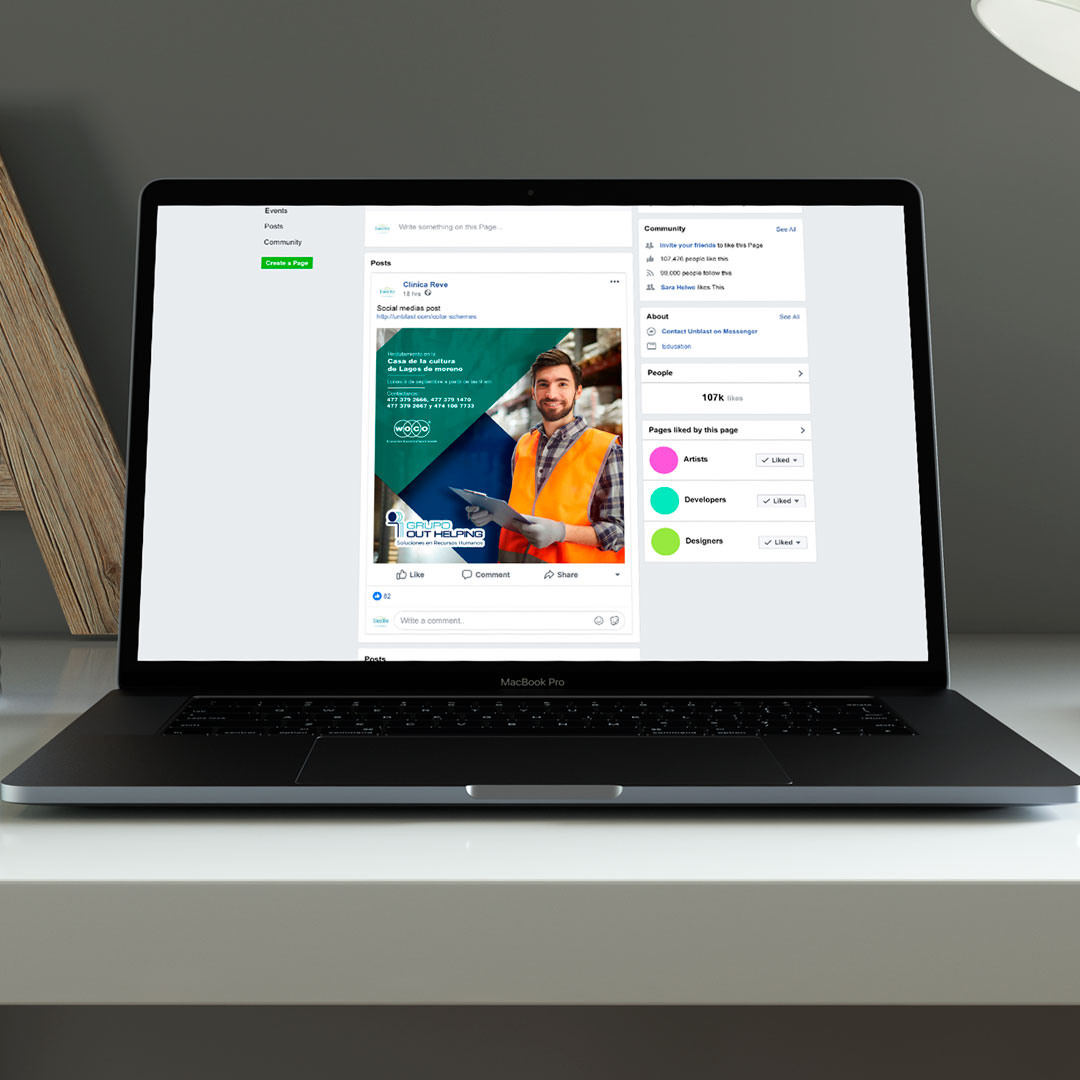 Events
Posts
Community
Create a Page
Write something on this Page...
Posts
Clinica Reve
18 hrs
Social medias post
http://unblast.com/color-schemes
Reclutamiento en la
Casa de la cultura
de Lagos de moreno
Lunes 5 de septiembre a partir de las 9 am
Contáctanos:
477 379 2666, 477 379 1470
477 379 2667 y 474 106 7733
WOCO
GRUPO
OUT HELPING
Soluciones en Recursos Humanos
Like
Comment
Share
82
Write a comment..
Posts
Community
See All
Invite your friends to like this Page
107,476 people like this
99,000 people follow this
Sara Helwe likes This
About
See All
Contact Unblast on Messenger
Education
People
107k likes
Pages liked by this page
Artists
Liked
Developers
Liked
Designers
Liked
MacBook Pro
command
option